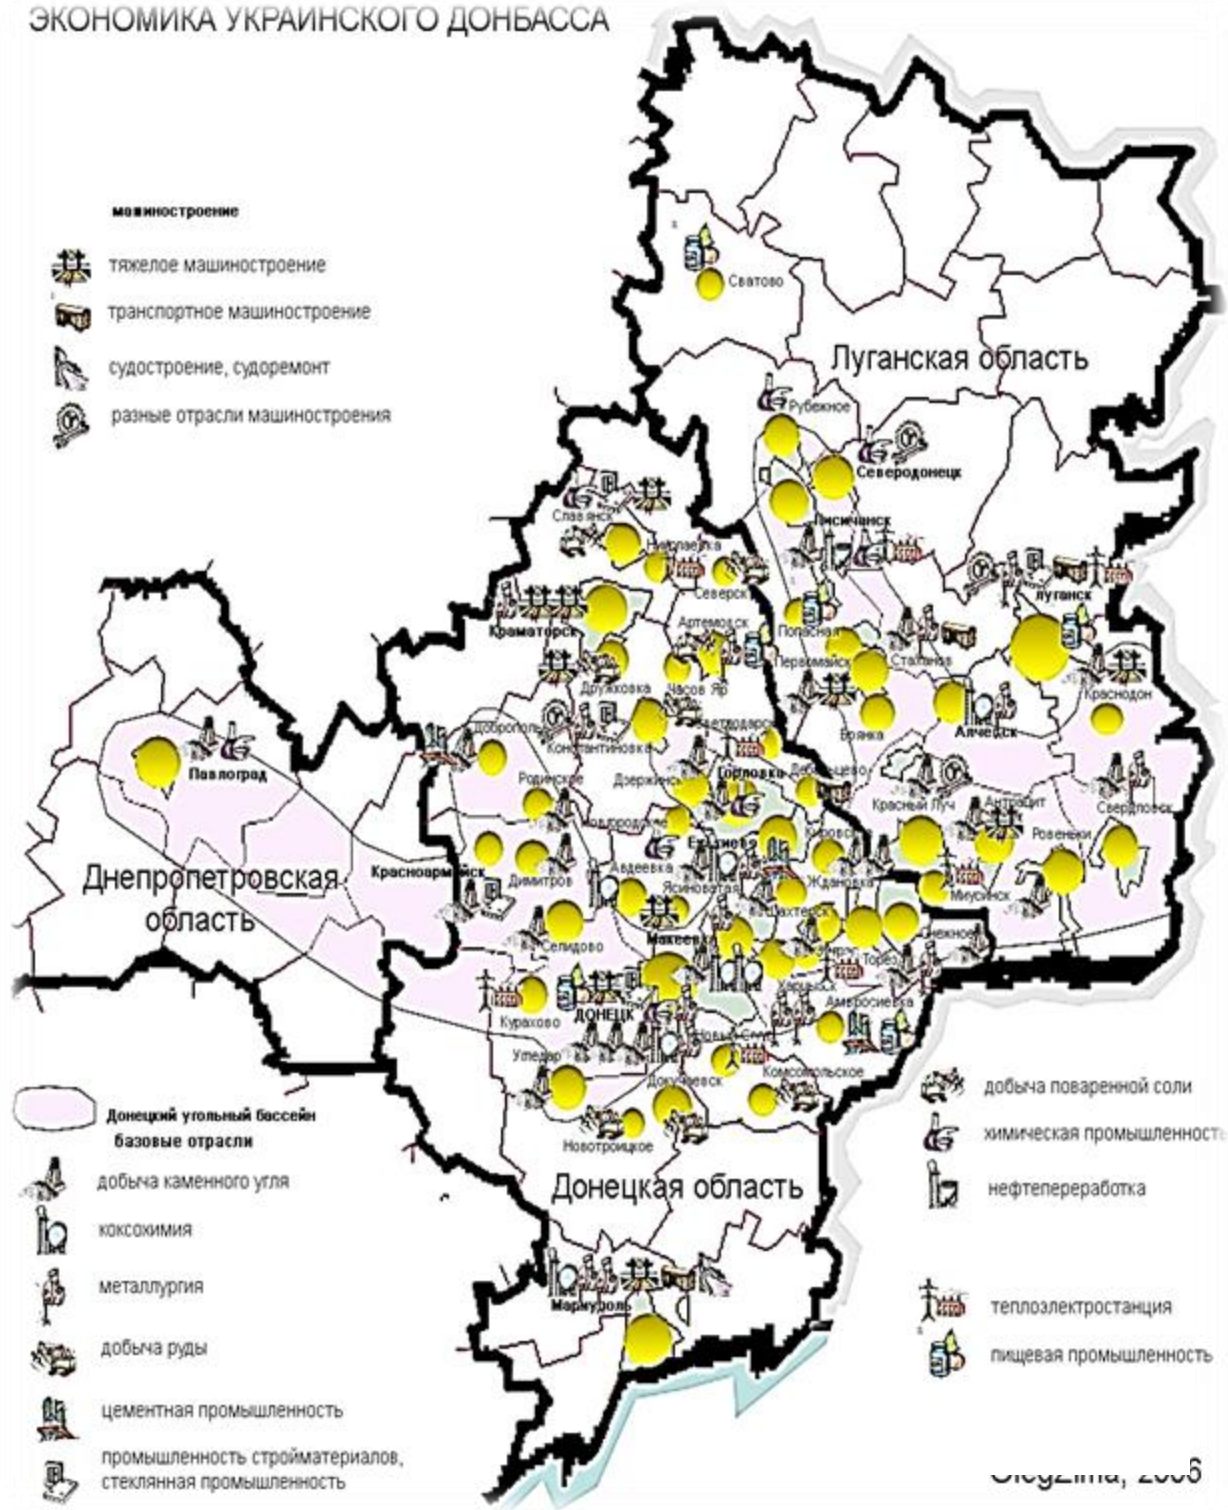 ЭКОНОМИКА УКРАИНСКОГО ДОНБАССА
машиностроение
тяжелое машиностроение
транспортное машиностроение
судостроение, судоремонт
разные отрасли машиностроения
Сватово
Луганская область
Рубежное
Северодонецк
Лисичанск
Славянск
Николаевка
Северск
Луганск
Краматорск
Артемовск
Попасная
Первомайск
Стаханов
Дружковка
Часов Яр
Краснодон
Константиновка
Брянка
Алчевск
Павлоград
Родинское
Дзержинск
Горловка
Дебальцево
Красный Луч
Антрацит
Свердловск
Ровеньки
Днепропетровская
область
Красноармейск
Димитров
Авдеевка
Ясиноватая
Ждановка
Миусинск
Селидово
Макеевка
Шахтерск
Снежное
Торез
Харцызск
Амвросиевка
Курахово
ДОНЕЦК
Угледар
Докучаевск
Комсомольское
Новотроицкое
Донецкая область
Мариуполь
Донецкий угольный бассейн
базовые отрасли
добыча каменного угля
коксохимия
металлургия
добыча руды
цементная промышленность
промышленность стройматериалов,
стеклянная промышленность
добыча поваренной соли
химическая промышленность
нефтепереработка
теплоэлектростанция
пищевая промышленность